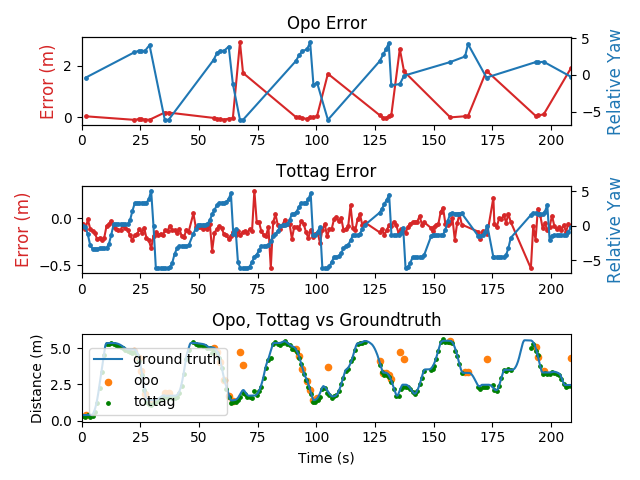 Opo Error
Error (m)
2
0
5
0
−5
Relative Yaw
0 25 50 75 100 125 150 175 200
Tottag Error
Error (m)
0.0
−0.5
5
0
−5
Relative Yaw
0 25 50 75 100 125 150 175 200
Opo, Tottag vs Groundtruth
Distance (m)
5.0
2.5
0.0
ground truth
opo
tottag
0 25 50 75 100 125 150 175 200
Time (s)